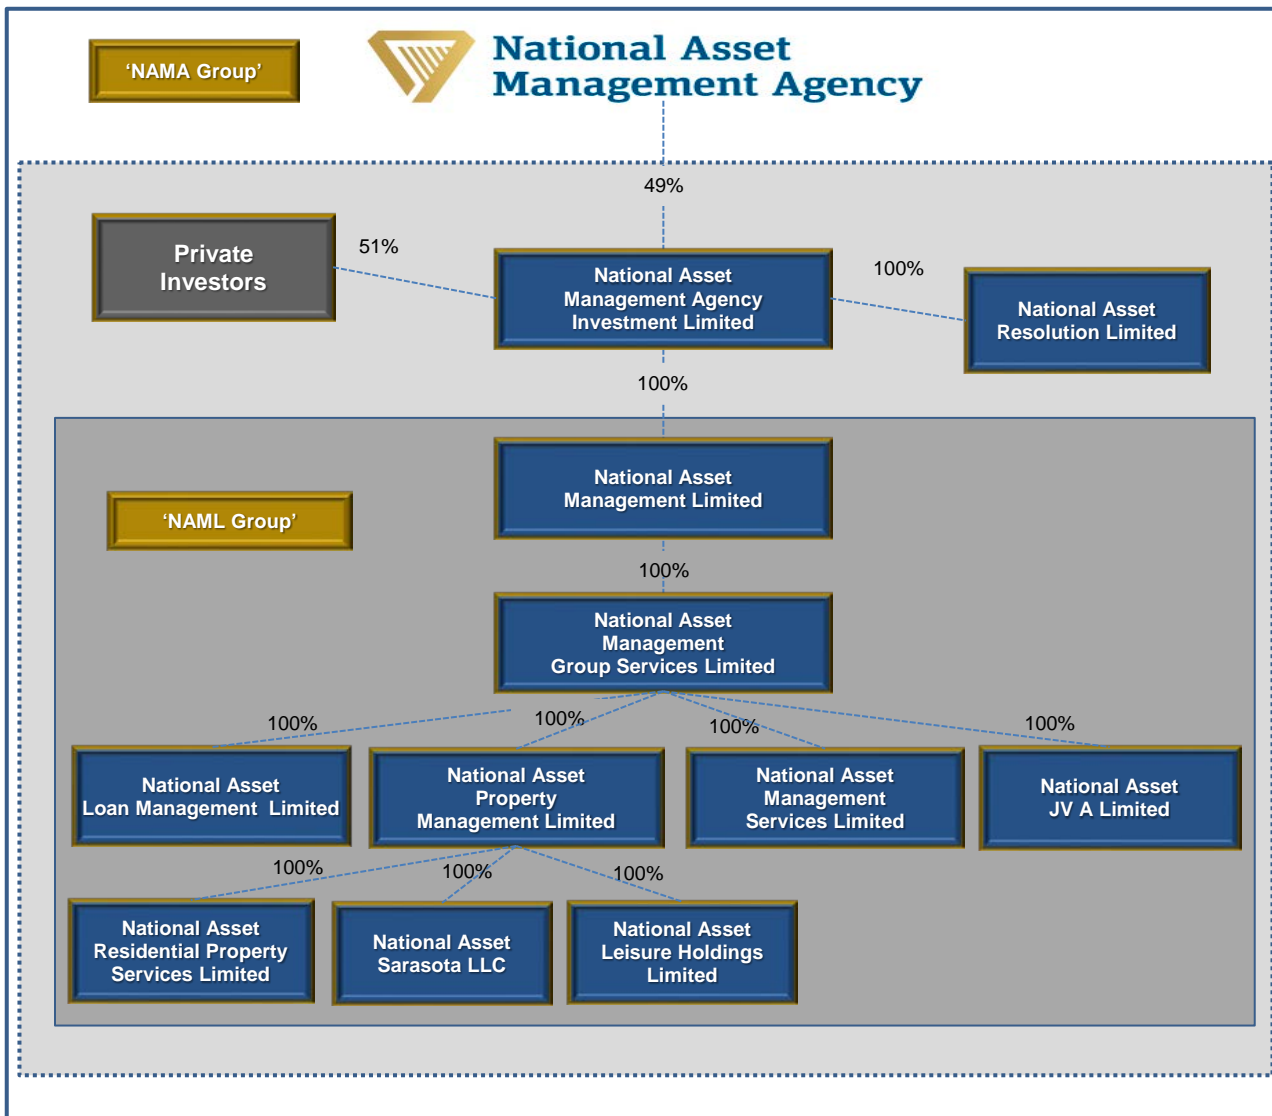 ‘NAMA Group’
National Asset
Management Agency
49%
Private
Investors
51%
National Asset
Management Agency
Investment Limited
100%
National Asset
Resolution Limited
100%
National Asset
Management Limited
‘NAML Group’
100%
National Asset
Management
Group Services Limited
100%
100%
100%
100%
National Asset
Loan Management Limited
National Asset
Property
Management Limited
National Asset
Management
Services Limited
National Asset
JV A Limited
100%
100%
100%
National Asset
Residential Property
Services Limited
National Asset
Sarasota LLC
National Asset
Leisure Holdings
Limited